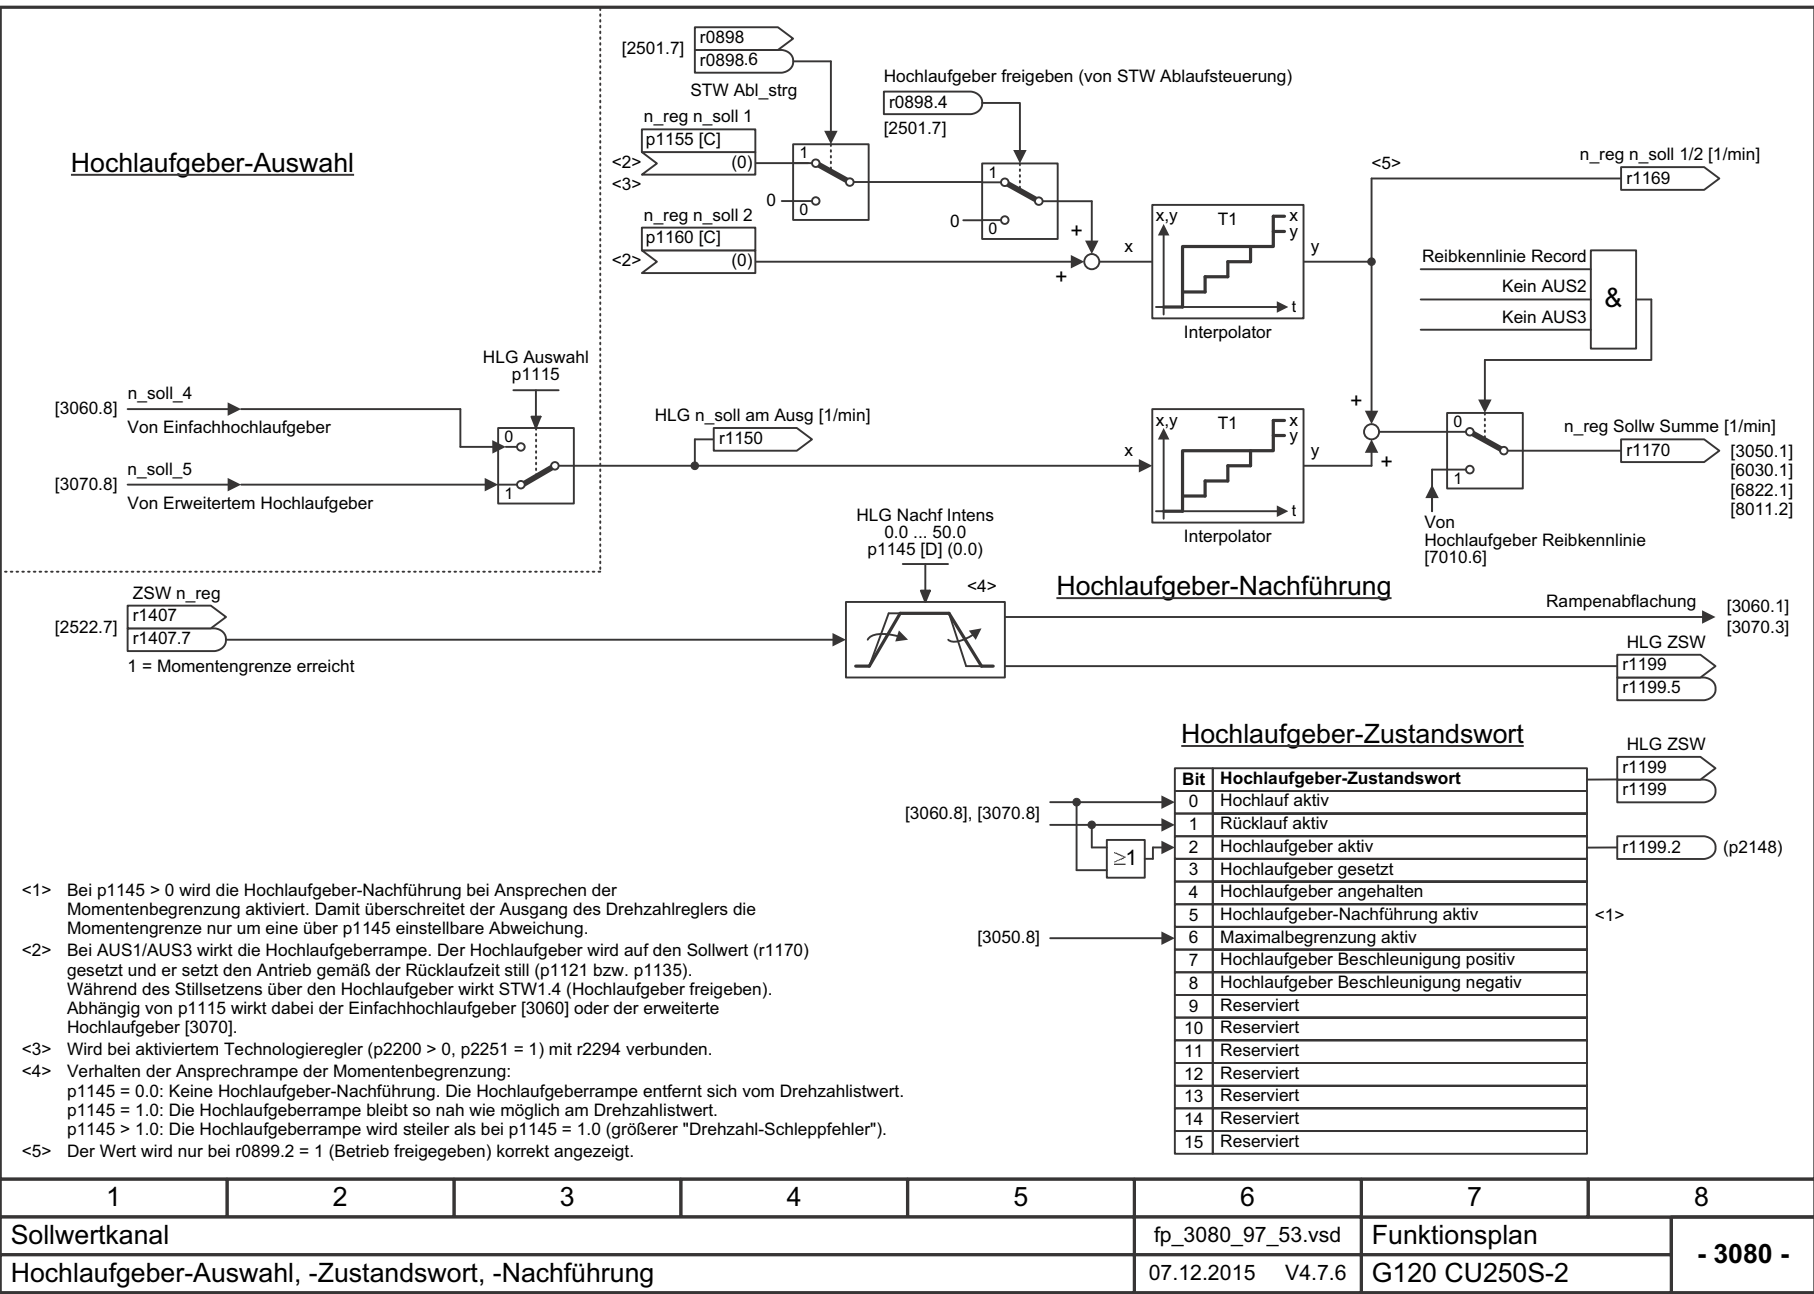 [2501.7]
r0898
r0898.6
STW Abl_strg
Hochlaufgeber freigeben (von STW Ablaufsteuerung)
r0898.4
[2501.7]
Hochlaufgeber-Auswahl
n_reg n_soll 1
p1155 [C]
<2>
(0)
<3>
1
0
0
1
0
0
n_reg n_soll 2
p1160 [C]
<2>
(0)
+
+
x
x,y
T1
x
y
t
y
Interpolator
<5>
n_reg n_soll 1/2 [1/min]
r1169
Reibkennlinie Record
Kein AUS2
Kein AUS3
&
HLG Auswahl
p1115
[3060.8]
n_soll_4
Von Einfachhochlaufgeber
[3070.8]
n_soll_5
Von Erweitertem Hochlaufgeber
0
1
HLG n_soll am Ausg [1/min]
r1150
x
x,y
T1
x
y
t
y
Interpolator
+
+
0
1
n_reg Sollw Summe [1/min]
r1170
[3050.1]
[6030.1]
[6822.1]
[8011.2]
Von
Hochlaufgeber Reibkennlinie
[7010.6]
HLG Nachf Intens
0.0 ... 50.0
p1145 [D] (0.0)
<4>
Hochlaufgeber-Nachführung
ZSW n_reg
[2522.7]
r1407
r1407.7
1 = Momentengrenze erreicht
Rampenabflachung
[3060.1]
[3070.3]
HLG ZSW
r1199
r1199.5
Hochlaufgeber-Zustandswort
HLG ZSW
r1199
r1199
Bit Hochlaufgeber-Zustandswort
0 Hochlauf aktiv
1 Rücklauf aktiv
2 Hochlaufgeber aktiv
3 Hochlaufgeber gesetzt
4 Hochlaufgeber angehalten
5 Hochlaufgeber-Nachführung aktiv
6 Maximalbegrenzung aktiv
7 Hochlaufgeber Beschleunigung positiv
8 Hochlaufgeber Beschleunigung negativ
9 Reserviert
10 Reserviert
11 Reserviert
12 Reserviert
13 Reserviert
14 Reserviert
15 Reserviert
[3060.8], [3070.8]
≥1
r1199.2
(p2148)
<1>
[3050.8]
<1> Bei p1145 > 0 wird die Hochlaufgeber-Nachführung bei Ansprechen der
Momentenbegrenzung aktiviert. Damit überschreitet der Ausgang des Drehzahlreglers die
Momentengrenze nur um eine über p1145 einstellbare Abweichung.
<2> Bei AUS1/AUS3 wirkt die Hochlaufgeberrampe. Der Hochlaufgeber wird auf den Sollwert (r1170)
gesetzt und er setzt den Antrieb gemäß der Rücklaufzeit still (p1121 bzw. p1135).
Während des Stillsetzens über den Hochlaufgeber wirkt STW1.4 (Hochlaufgeber freigeben).
Abhängig von p1115 wirkt dabei der Einfachhochlaufgeber [3060] oder der erweiterte
Hochlaufgeber [3070].
<3> Wird bei aktiviertem Technologieregler (p2200 > 0, p2251 = 1) mit r2294 verbunden.
<4> Verhalten der Ansprechrampe der Momentenbegrenzung:
p1145 = 0.0: Keine Hochlaufgeber-Nachführung. Die Hochlaufgeberrampe entfernt sich vom Drehzahlistwert.
p1145 = 1.0: Die Hochlaufgeberrampe bleibt so nah wie möglich am Drehzahlistwert.
p1145 > 1.0: Die Hochlaufgeberrampe wird steiler als bei p1145 = 1.0 (größerer "Drehzahl-Schleppfehler").
<5> Der Wert wird nur bei r0899.2 = 1 (Betrieb freigegeben) korrekt angezeigt.
1 2 3 4 5 6 7 8
Sollwertkanal
fp_3080_97_53.vsd
Funktionsplan
- 3080 -
Hochlaufgeber-Auswahl, -Zustandswort, -Nachführung
07.12.2015 V4.7.6
G120 CU250S-2